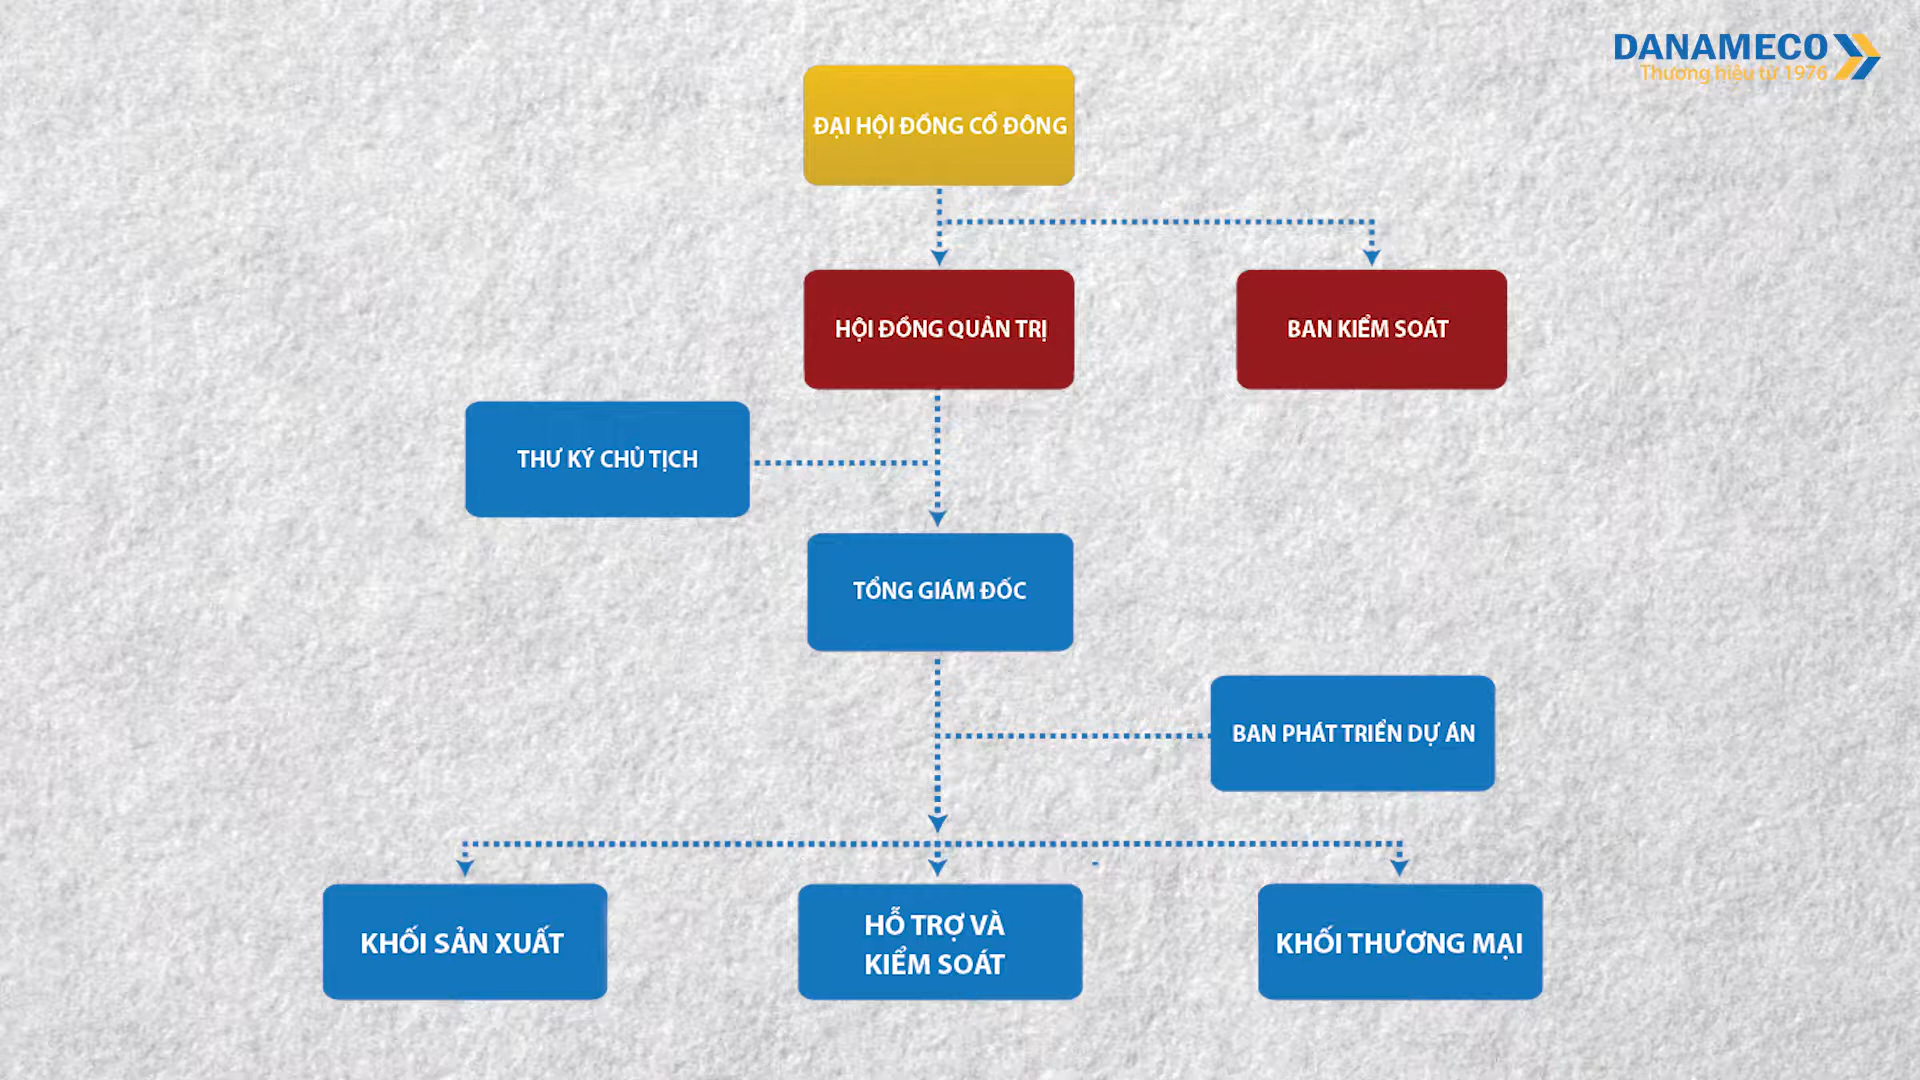 DANAMECO
Thương hiệu từ 1976
ĐẠI HỘI ĐỒNG CỔ ĐÔNG
HỘI ĐỒNG QUẢN TRỊ
BAN KIỂM SOÁT
THƯ KÝ CHỦ TỊCH
TỔNG GIÁM ĐỐC
BAN PHÁT TRIỂN DỰ ÁN
KHỐI SẢN XUẤT
HỖ TRỢ VÀ
KIỂM SOÁT
KHỐI THƯƠNG MẠI